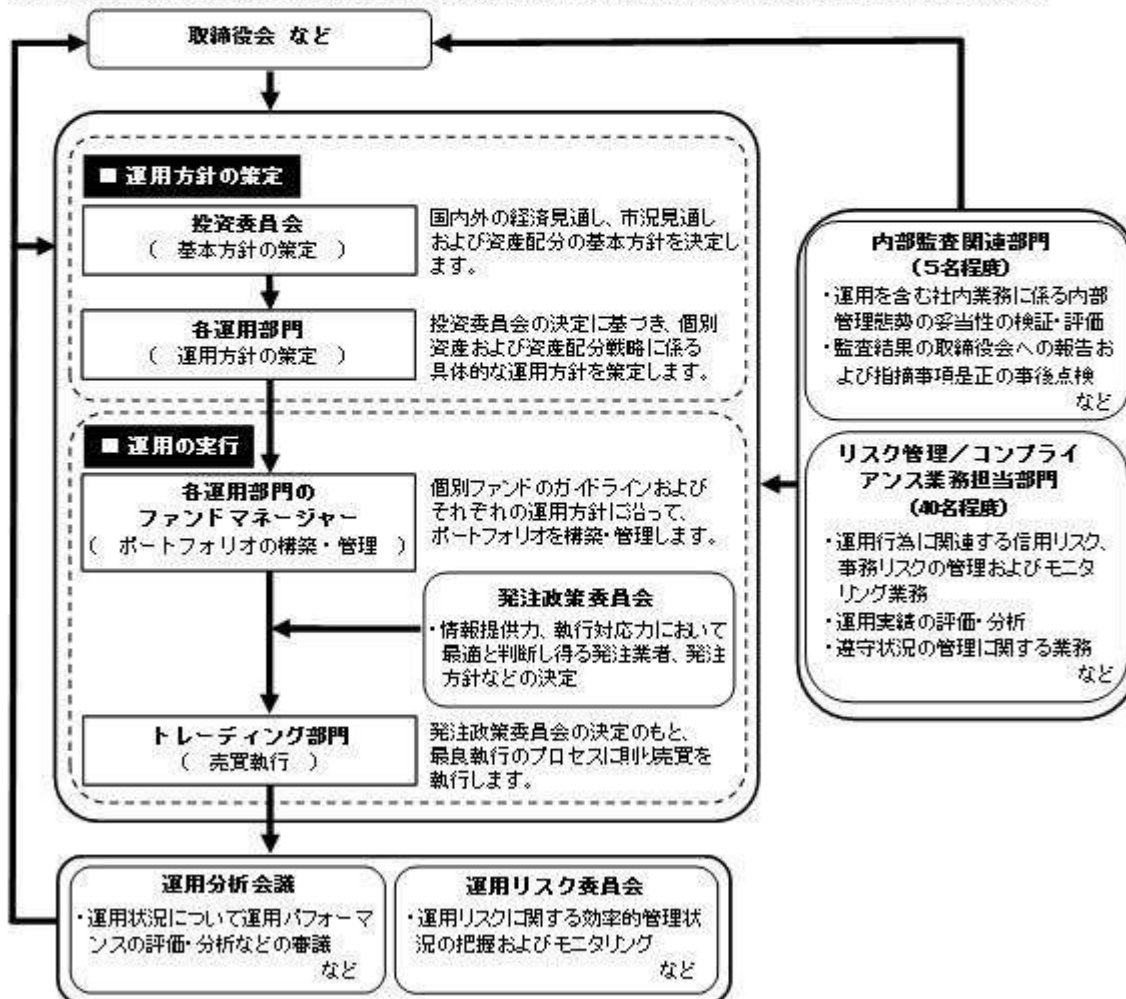 取締役会 など
■ 運用方針の策定
投資委員会
( 基本方針の策定 )
国内外の経済見通し、市況見通し
および資産配分の基本方針を決定し
ます。
各運用部門
( 運用方針の策定 )
投資委員会の決定に基づき、個別
資産および資産配分戦略に係る
具体的な運用方針を策定します。
■ 運用の実行
各運用部門の
ファンドマネージャー
( ポートフォリオの構築・管理 )
個別ファンドのガイドラインおよび
それぞれの運用方針に沿って、
ポートフォリオを構築・管理します。
発注政策委員会
・情報提供力、執行対応力において
最適と判断し得る発注業者、発注
方針などの決定
トレーディング部門
( 売買執行 )
発注政策委員会の決定のもと、
最良執行のプロセスに則り売買を
執行します。
運用分析会議
・運用状況について運用パフォーマ
ンスの評価・分析などの審議
など
運用リスク委員会
・運用リスクに関する効率的管理状
況の把握およびモニタリング
など
内部監査関連部門
(5名程度)
・運用を含む社内業務に係る内部
管理態勢の妥当性の検証・評価
・監査結果の取締役会への報告お
よび指摘事項是正の事後点検
など
リスク管理/コンプライ
アンス業務担当部門
(40名程度)
・運用行為に関連する信用リスク、
事務リスクの管理およびモニタ
リング業務
・運用実績の評価・分析
・遵守状況の管理に関する業務
など